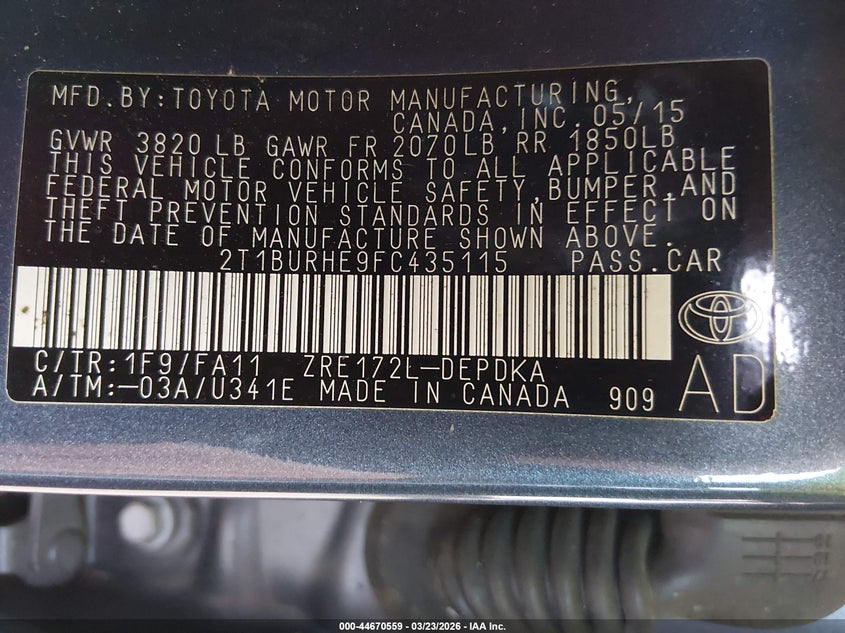 MFD.BY:TOYOTA MOTOR MANUFACTURING,
CANADA,INC.05/15
GVWR 3820 LB GAWR FR 2070LB RR 1850LB
THIS VEHICLE CONFORMS TO ALL APPLICABLE
FEDERAL MOTOR VEHICLE SAFETY,BUMPER,AND
THEFT PREVENTION STANDARDS IN EFFECT ON
THE DATE OF MANUFACTURE SHOWN ABOVE.
2T1BURHE9FC435115 PASS.CAR
C/TR:1F9/FA11 ZRE172L-DEPDKA
A/TM:-03A/U341E MADE IN CANADA 909 AD
000-44670559 - 03/23/2026 - IAA Inc.